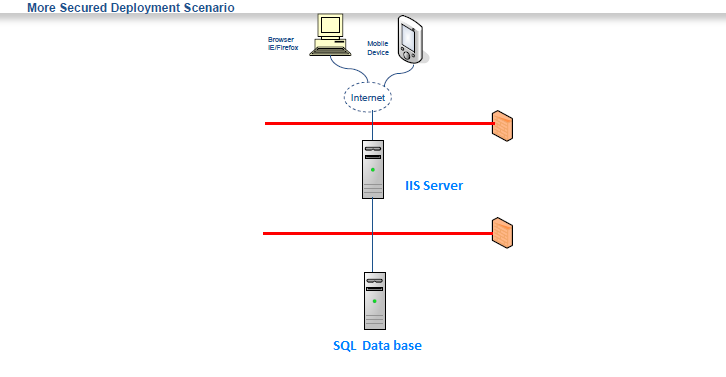 More Secured Deployment Scenario
Browser
IE/Firefox
Mobile
Device
Internet
IIS Server
SQL Data base